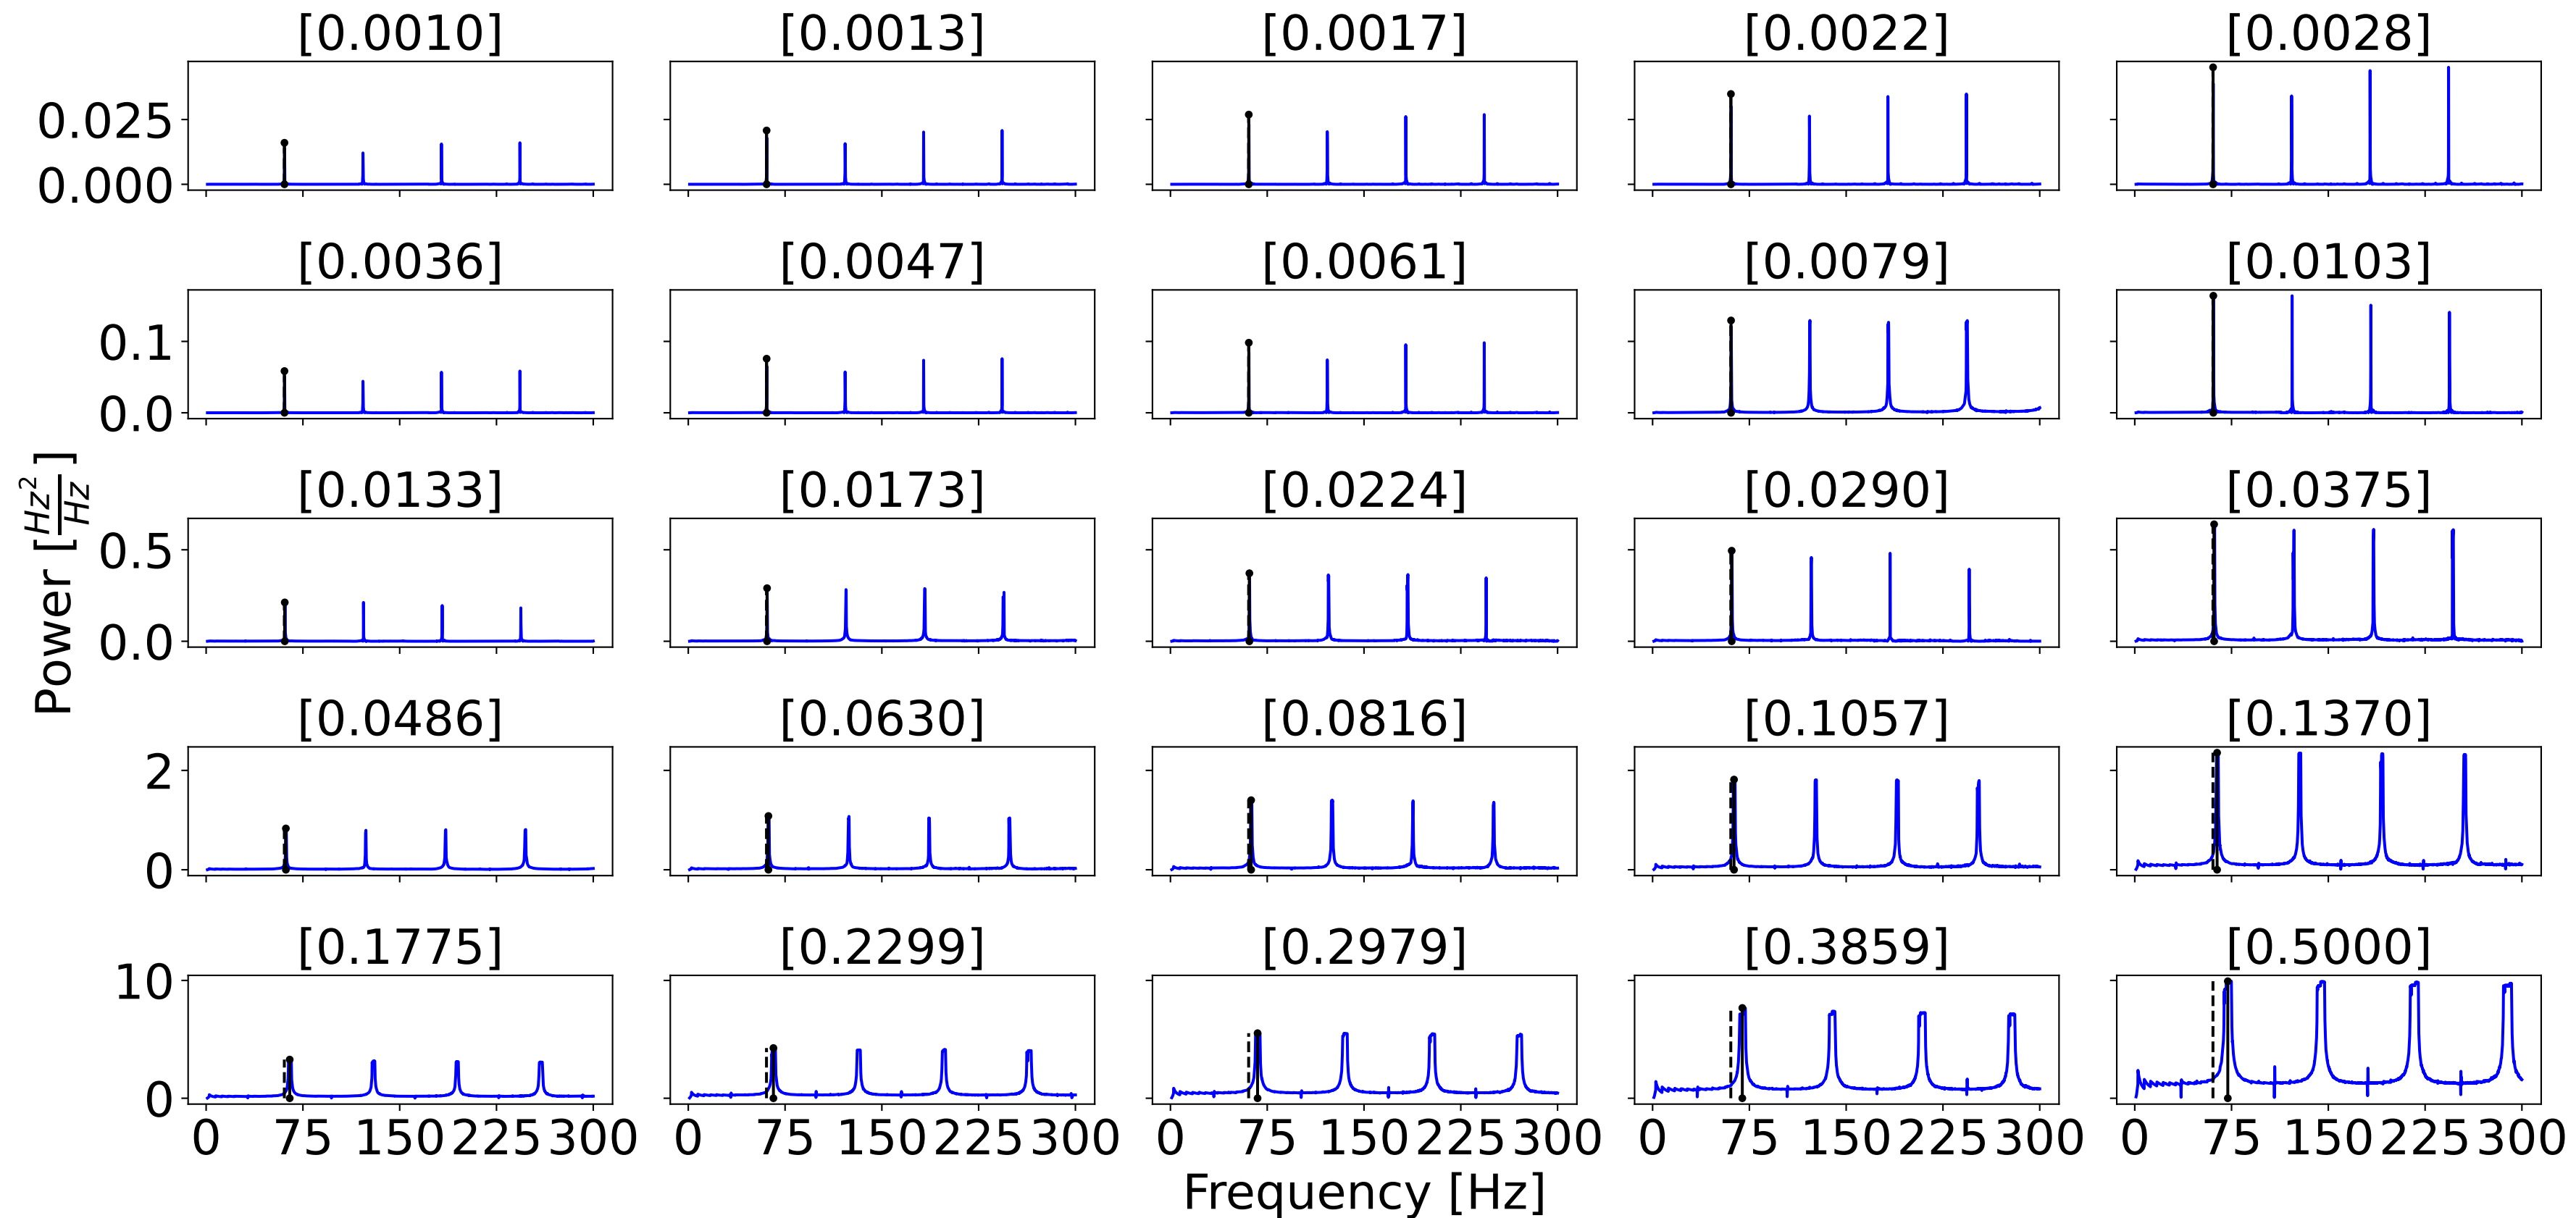 [0.0010] [0.0013] [0.0017] [0.0022] [0.0028]
0.025
0.000
[0.0036] [0.0047] [0.0061] [0.0079] [0.0103]
0.1
0.0
[0.0133] [0.0173] [0.0224] [0.0290] [0.0375]
0.5
0.0
Power [Hz²/Hz]
[0.0486] [0.0630] [0.0816] [0.1057] [0.1370]
2
0
[0.1775] [0.2299] [0.2979] [0.3859] [0.5000]
10
0
0 75 150 225 300 0 75 150 225 300 0 75 150 225 300 0 75 150 225 300 0 75 150 225 300
Frequency [Hz]